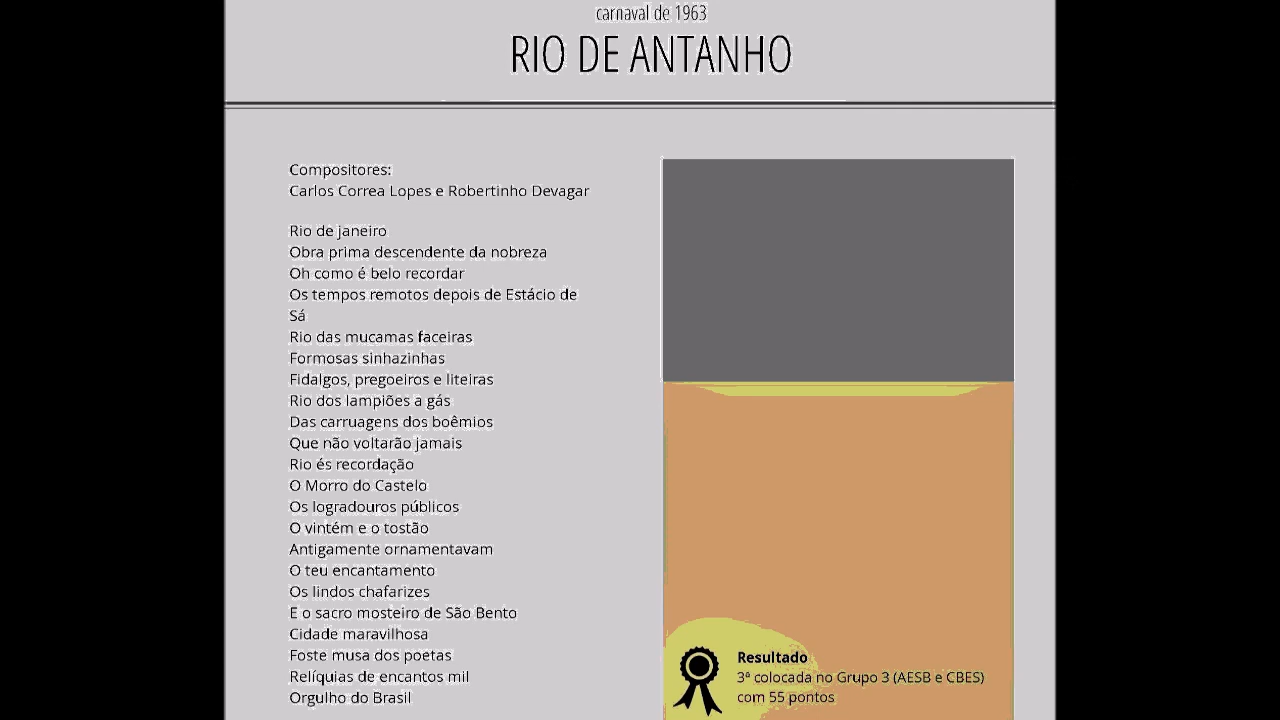 carnaval de 1963
RIO DE ANTANHO
Compositores:
Carlos Correa Lopes e Robertinho Devagar
Rio de janeiro
Obra prima descendente da nobreza
Oh como é belo recordar
Os tempos remotos depois de Estácio de
Sá
Rio das mucamas faceiras
Formosas sinhazinhas
Fidalgos, pregoeiros e liteiras
Rio dos lampiões a gás
Das carruagens dos boêmios
Que não voltarão jamais
Rio és recordação
O Morro do Castelo
Os logradouros públicos
O vintém e o tostão
Antigamente ornamentavam
O teu encantamento
Os lindos chafarizes
E o sacro mosteiro de São Bento
Cidade maravilhosa
Foste musa dos poetas
Relíquias de encantos mil
Orgulho do Brasil
Resultado
3ª colocada no Grupo 3 (AESB e CBES)
com 55 pontos